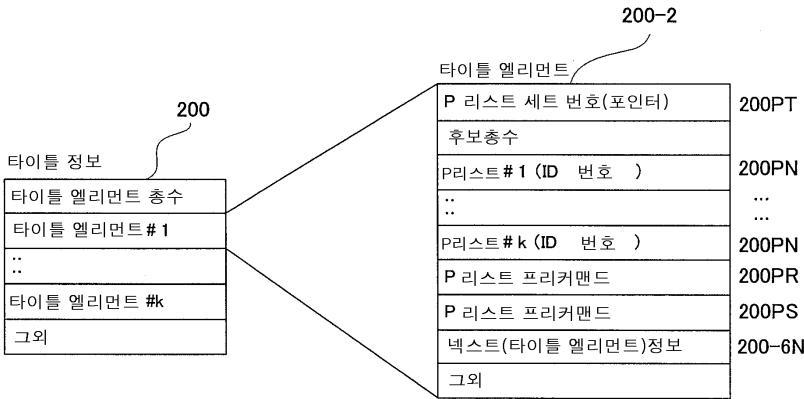 200-2
타이틀 엘리먼트
P 리스트 세트 번호(포인터) 200PT
후보총수
P리스트#1 (ID 번호 ) 200PN
:: ...
:: ...
P리스트#k (ID 번호 ) 200PN
P 리스트 프리커맨드 200PR
P 리스트 프리커맨드 200PS
넥스트(타이틀 엘리먼트)정보 200-6N
그외
200
타이틀 정보
타이틀 엘리먼트 총수
타이틀 엘리먼트#1
::
타이틀 엘리먼트 #k
그외